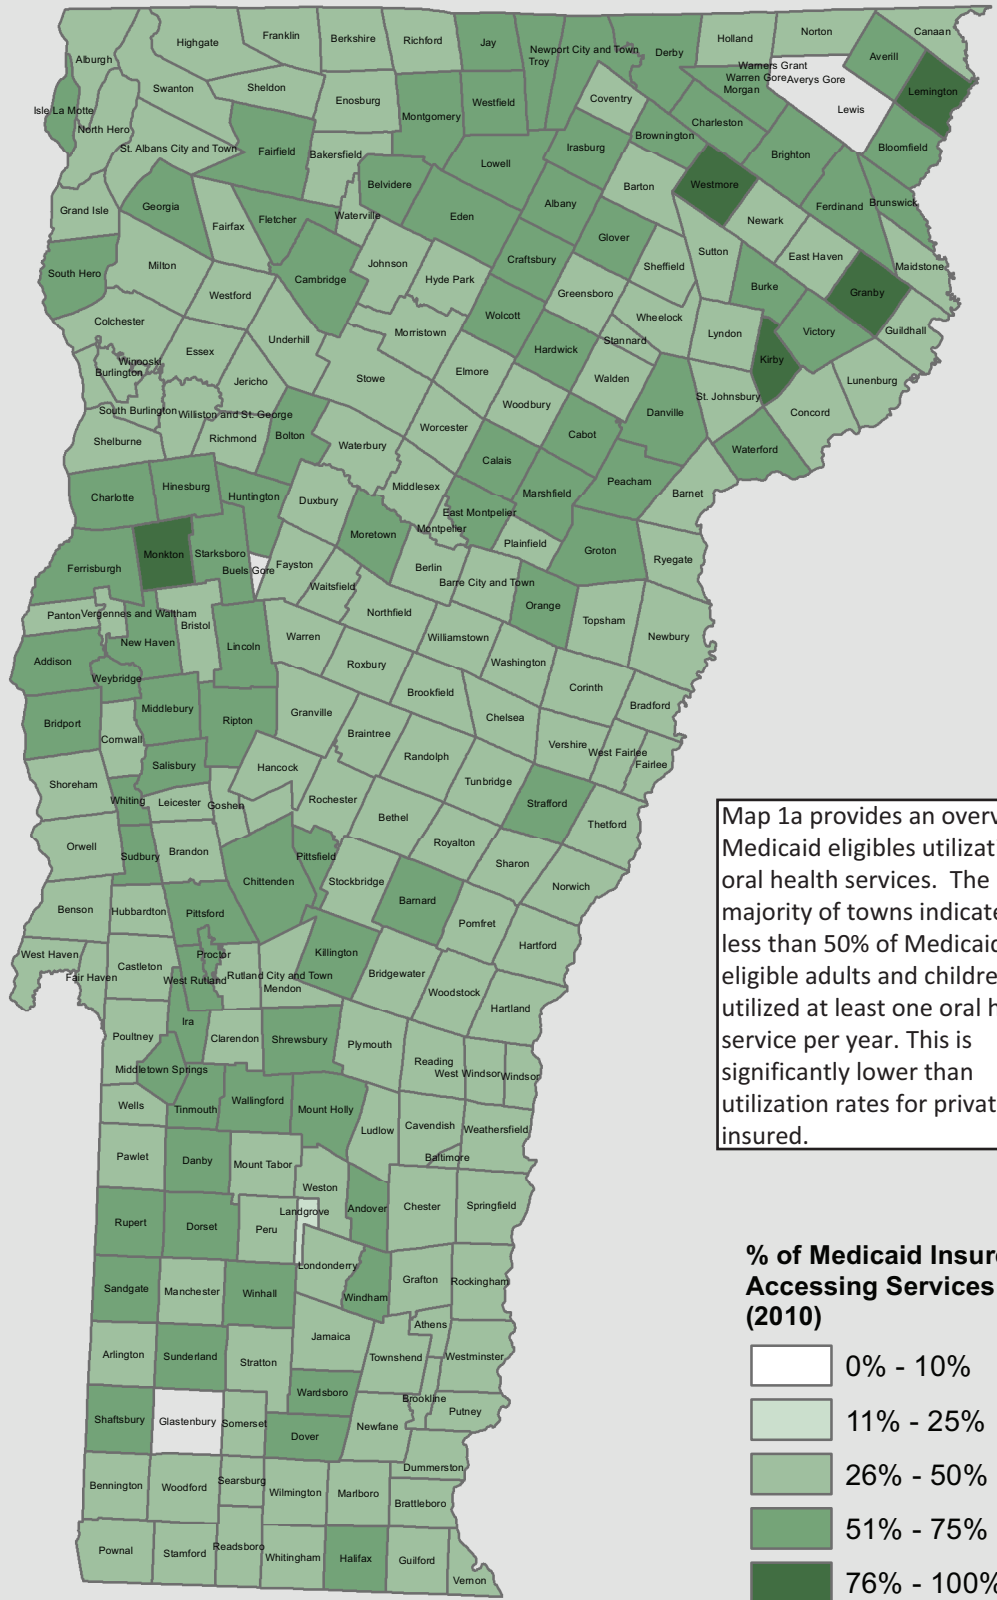 Alburgh
Highgate
Franklin
Berkshire
Richford
Jay
Newport City and Town
Troy
Derby
Holland
Norton
Canaan
Averill
Warners Grant
Warren Gore
Averys Gore
Morgan
Lewis
Lemington
Isle La Motte
Swanton
Sheldon
Enosburg
Montgomery
Westfield
Coventry
Charleston
Brownington
Bloomfield
North Hero
St. Albans City and Town
Fairfield
Bakersfield
Lowell
Irasburg
Brighton
Belvidere
Barton
Westmore
Ferdinand
Brunswick
Grand Isle
Georgia
Fairfax
Fletcher
Waterville
Eden
Albany
Newark
Glover
South Hero
Milton
Cambridge
Johnson
Hyde Park
Craftsbury
Sheffield
Sutton
East Haven
Maidstone
Westford
Greensboro
Burke
Granby
Colchester
Underhill
Morristown
Wolcott
Wheelock
Stannard
Lyndon
Victory
Guildhall
Winooski
Burlington
Essex
Jericho
Stowe
Elmore
Hardwick
Walden
Kirby
Lunenburg
South Burlington
Williston and St. George
Woodbury
St. Johnsbury
Danville
Concord
Shelburne
Richmond
Bolton
Waterbury
Worcester
Cabot
Waterford
Charlotte
Hinesburg
Huntington
Duxbury
Middlesex
Calais
Marshfield
Peacham
Barnet
East Montpelier
Montpelier
Moretown
Plainfield
Groton
Ryegate
Ferrisburgh
Monkton
Starksboro
Buels Gore
Fayston
Waitsfield
Berlin
Barre City and Town
Orange
Topsham
Newbury
Panton
Vergennes and Waltham
Bristol
Northfield
Williamstown
Addison
New Haven
Lincoln
Warren
Roxbury
Washington
Weybridge
Corinth
Bradford
Bridport
Middlebury
Ripton
Granville
Brookfield
Chelsea
Cornwall
Braintree
Randolph
Vershire
West Fairlee
Fairlee
Shoreham
Salisbury
Hancock
Tunbridge
Whiting
Leicester
Goshen
Rochester
Bethel
Strafford
Thetford
Orwell
Sudbury
Brandon
Pittsfield
Royalton
Sharon
Chittenden
Stockbridge
Norwich
Benson
Hubbardton
Pittsford
Barnard
Pomfret
West Haven
Fair Haven
Castleton
Proctor
West Rutland
Rutland City and Town
Mendon
Killington
Bridgewater
Hartford
Woodstock
Hartland
Poultney
Ira
Clarendon
Shrewsbury
Plymouth
Reading
West Windsor
Windsor
Middletown Springs
Wells
Tinmouth
Wallingford
Mount Holly
Ludlow
Cavendish
Weathersfield
Baltimore
Pawlet
Danby
Mount Tabor
Weston
Landgrove
Andover
Chester
Springfield
Rupert
Dorset
Peru
Londonderry
Sandgate
Manchester
Winhall
Windham
Grafton
Rockingham
Athens
Arlington
Sunderland
Stratton
Jamaica
Townshend
Westminster
Wardsboro
Brookline
Shaftsbury
Glastenbury
Somerset
Dover
Newfane
Putney
Dummerston
Bennington
Woodford
Searsburg
Wilmington
Marlboro
Brattleboro
Pownal
Stamford
Readsboro
Whitingham
Halifax
Guilford
Vernon
Map 1a provides an overv
Medicaid eligibles utilizat
oral health services. The
majority of towns indicate
less than 50% of Medicaid
eligible adults and childre
utilized at least one oral h
service per year. This is
significantly lower than
utilization rates for privat
insured.
% of Medicaid Insur
Accessing Services
(2010)
0% - 10%
11% - 25%
26% - 50%
51% - 75%
76% - 100%